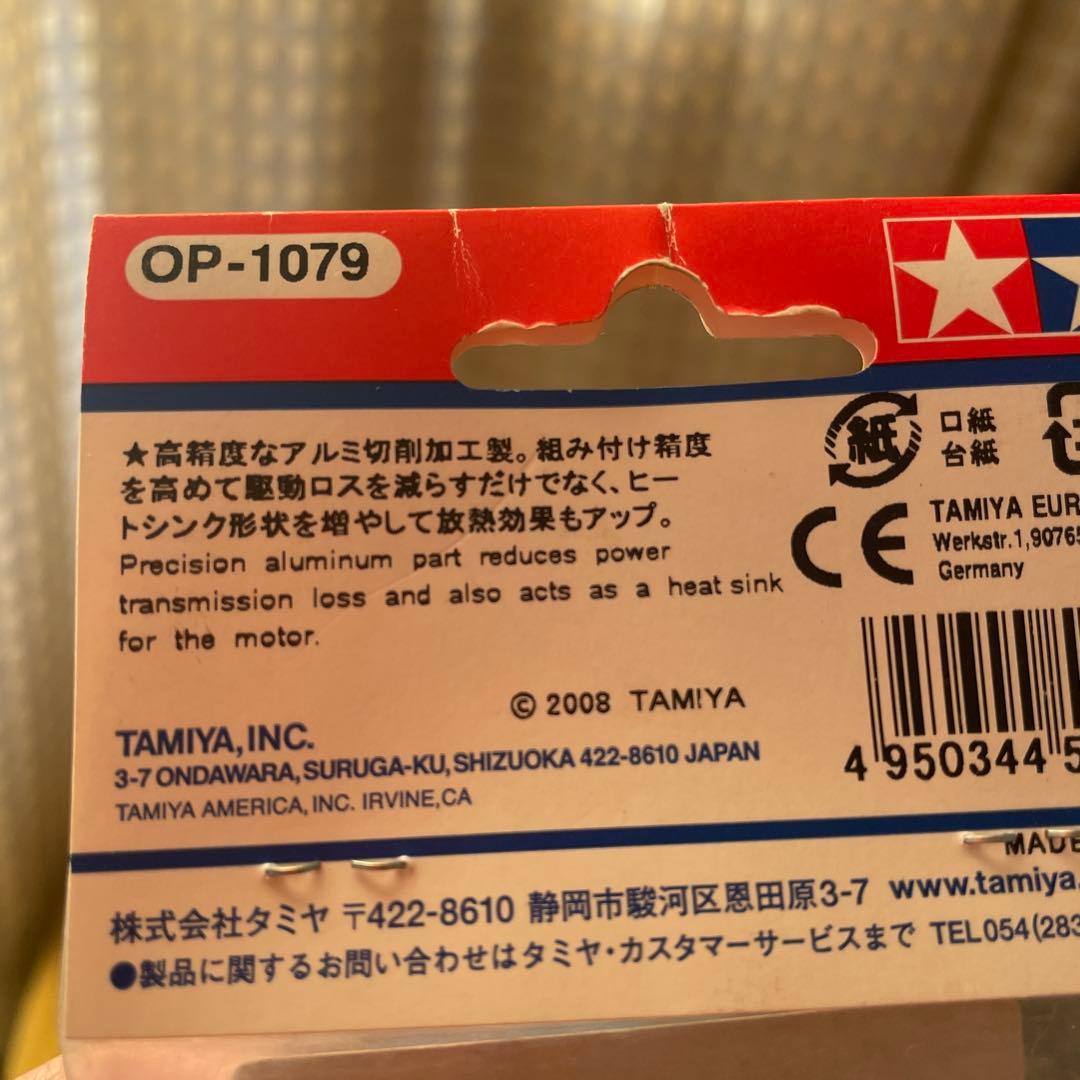 OP-1079
★高精度なアルミ切削加工製。組み付け精度
を高めて駆動ロスを減らすだけでなく、ヒー
トシンク形状を増やして放熱効果もアップ。
Precision aluminum part reduces power
transmission loss and also acts as a heat sink
for the motor.
© 2008 TAMIYA
TAMIYA, INC.
3-7 ONDAWARA, SURUGA-KU, SHIZUOKA 422-8610 JAPAN
TAMIYA AMERICA, INC. IRVINE, CA
紙
口紙
台紙
CE
TAMIYA EUR
Werkstr.1,90765
Germany
4 950344 5
MADE
株式会社タミヤ 〒422-8610 静岡市駿河区恩田原3-7 www.tamiya.
●製品に関するお問い合わせはタミヤ・カスタマーサービスまで TEL054(283